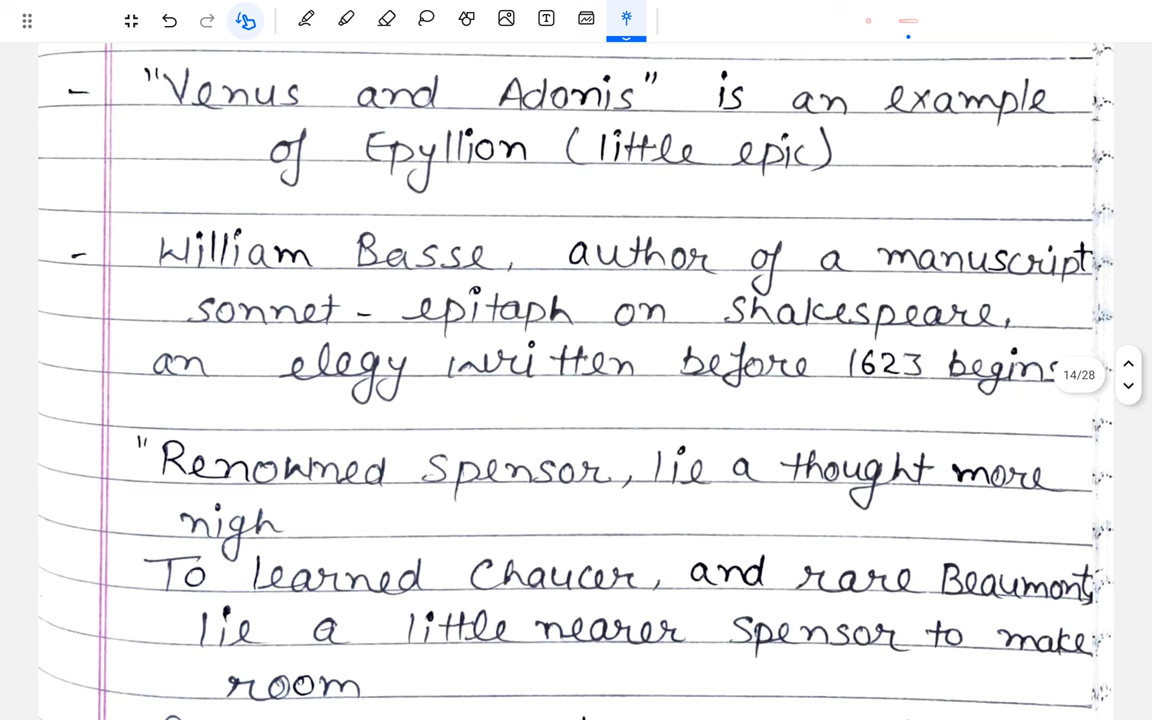 - "Venus and Adonis" is an example
of Epyllion (little epic)
- William Basse, author of a manuscript
sonnet - epitaph on Shakespeare,
an elegy written before 1623 begins
14/28
"Renowned Spensor, lie a thought more
nigh
To learned Chaucer, and rare Beaumont,
lie a little nearer Spensor to make
room